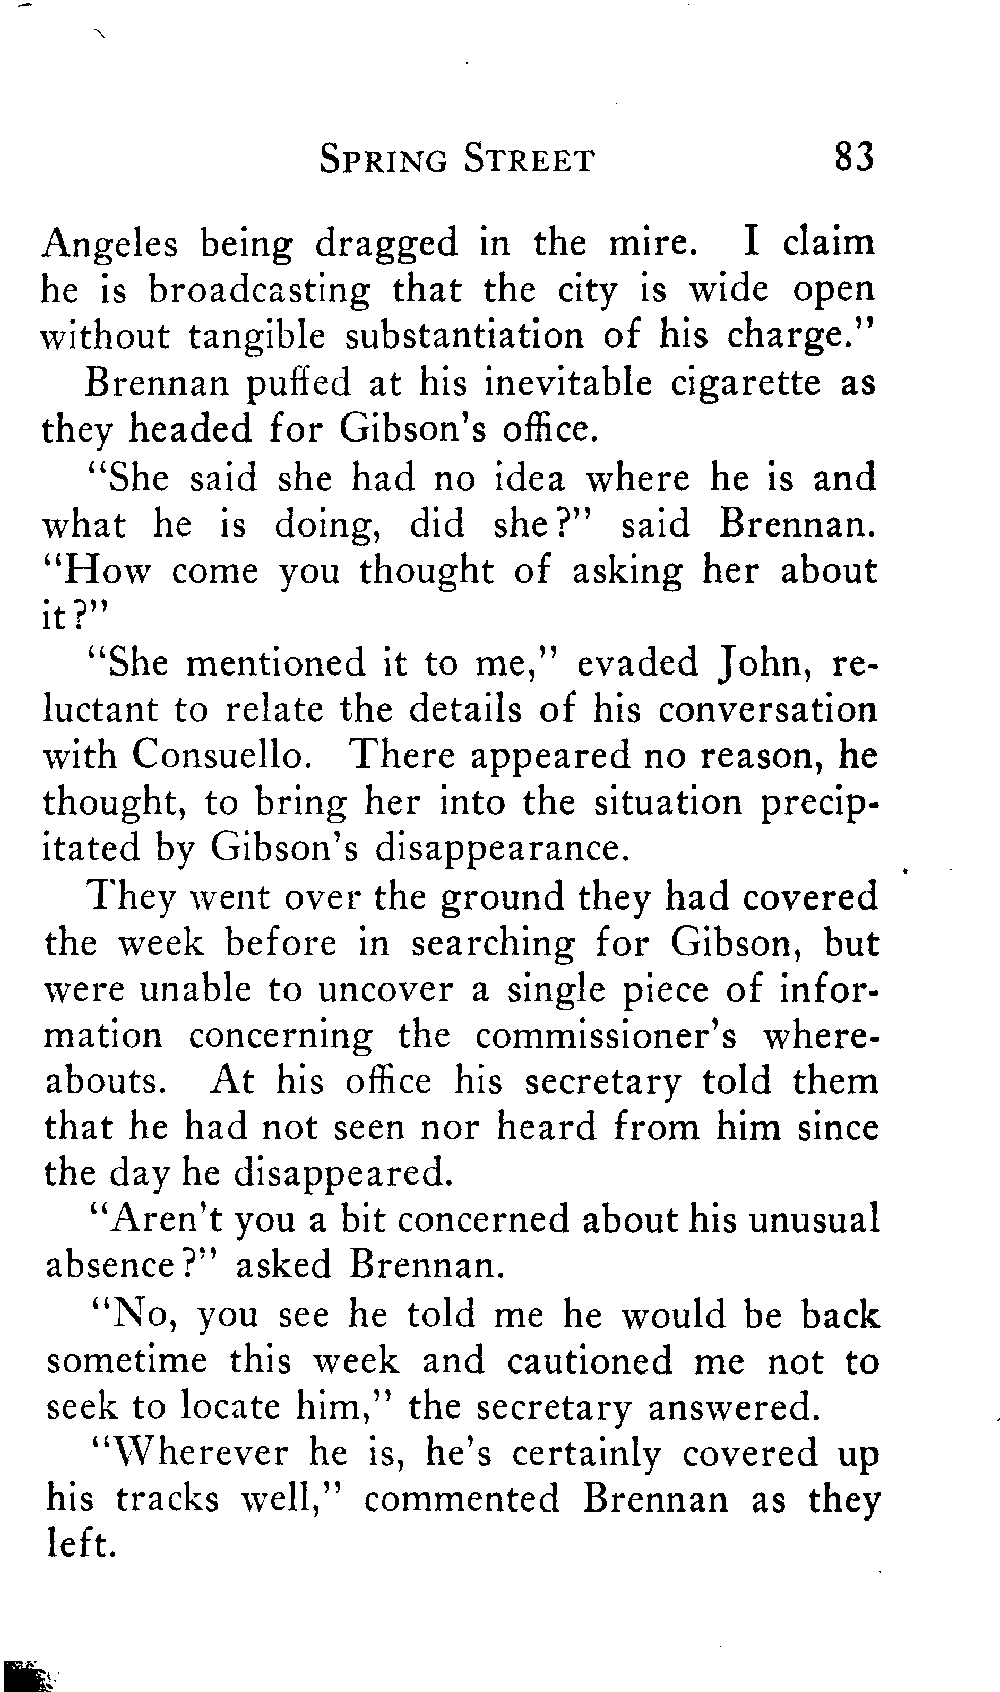 SPRING STREET 83
Angeles being dragged in the mire. I claim
he is broadcasting that the city is wide open
without tangible substantiation of his charge."
Brennan puffed at his inevitable cigarette as
they headed for Gibson's office.
"She said she had no idea where he is and
what he is doing, did she?" said Brennan.
"How come you thought of asking her about
it?"
"She mentioned it to me," evaded John, re-
luctant to relate the details of his conversation
with Consuello. There appeared no reason, he
thought, to bring her into the situation precip-
itated by Gibson's disappearance.
They went over the ground they had covered
the week before in searching for Gibson, but
were unable to uncover a single piece of infor-
mation concerning the commissioner's where-
abouts. At his office his secretary told them
that he had not seen nor heard from him since
the day he disappeared.
"Aren't you a bit concerned about his unusual
absence?" asked Brennan.
"No, you see he told me he would be back
sometime this week and cautioned me not to
seek to locate him," the secretary answered.
"Wherever he is, he's certainly covered up
his tracks well," commented Brennan as they
left.